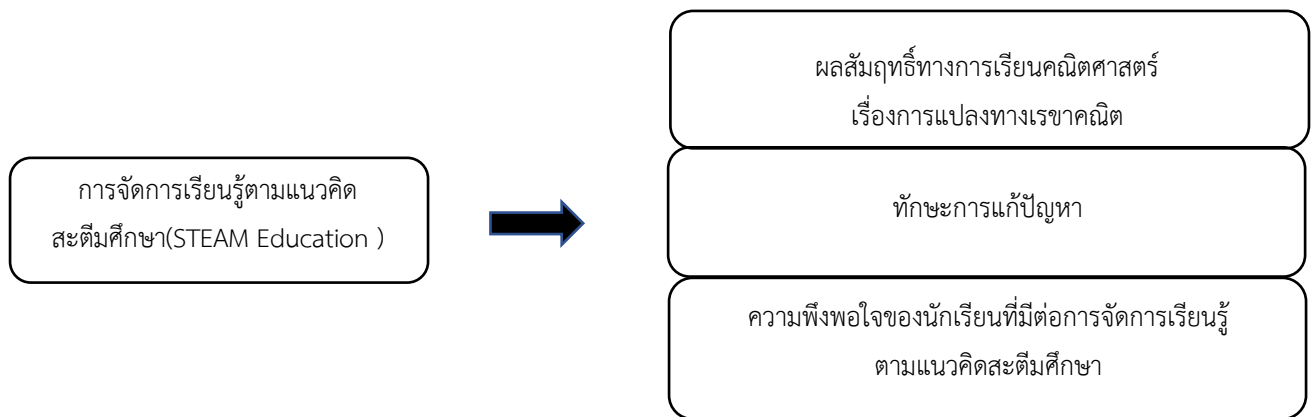 การจัดการเรียนรู้ตามแนวคิด
สะตีมศึกษา(STEAM Education )
ผลสัมฤทธิ์ทางการเรียนคณิตศาสตร์
เรื่องการแปลงทางเรขาคณิต
ทักษะการแก้ปัญหา
ความพึงพอใจของนักเรียนที่มีต่อการจัดการเรียนรู้
ตามแนวคิดสะตีมศึกษา